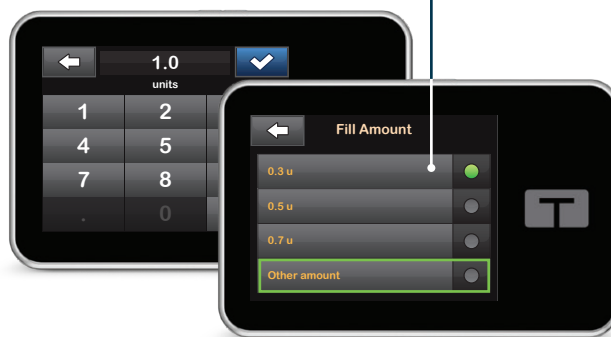 1.0
units
1 2
4 5
7 8
. 0
Fill Amount
0.3 u
0.5 u
0.7 u
Other amount
T